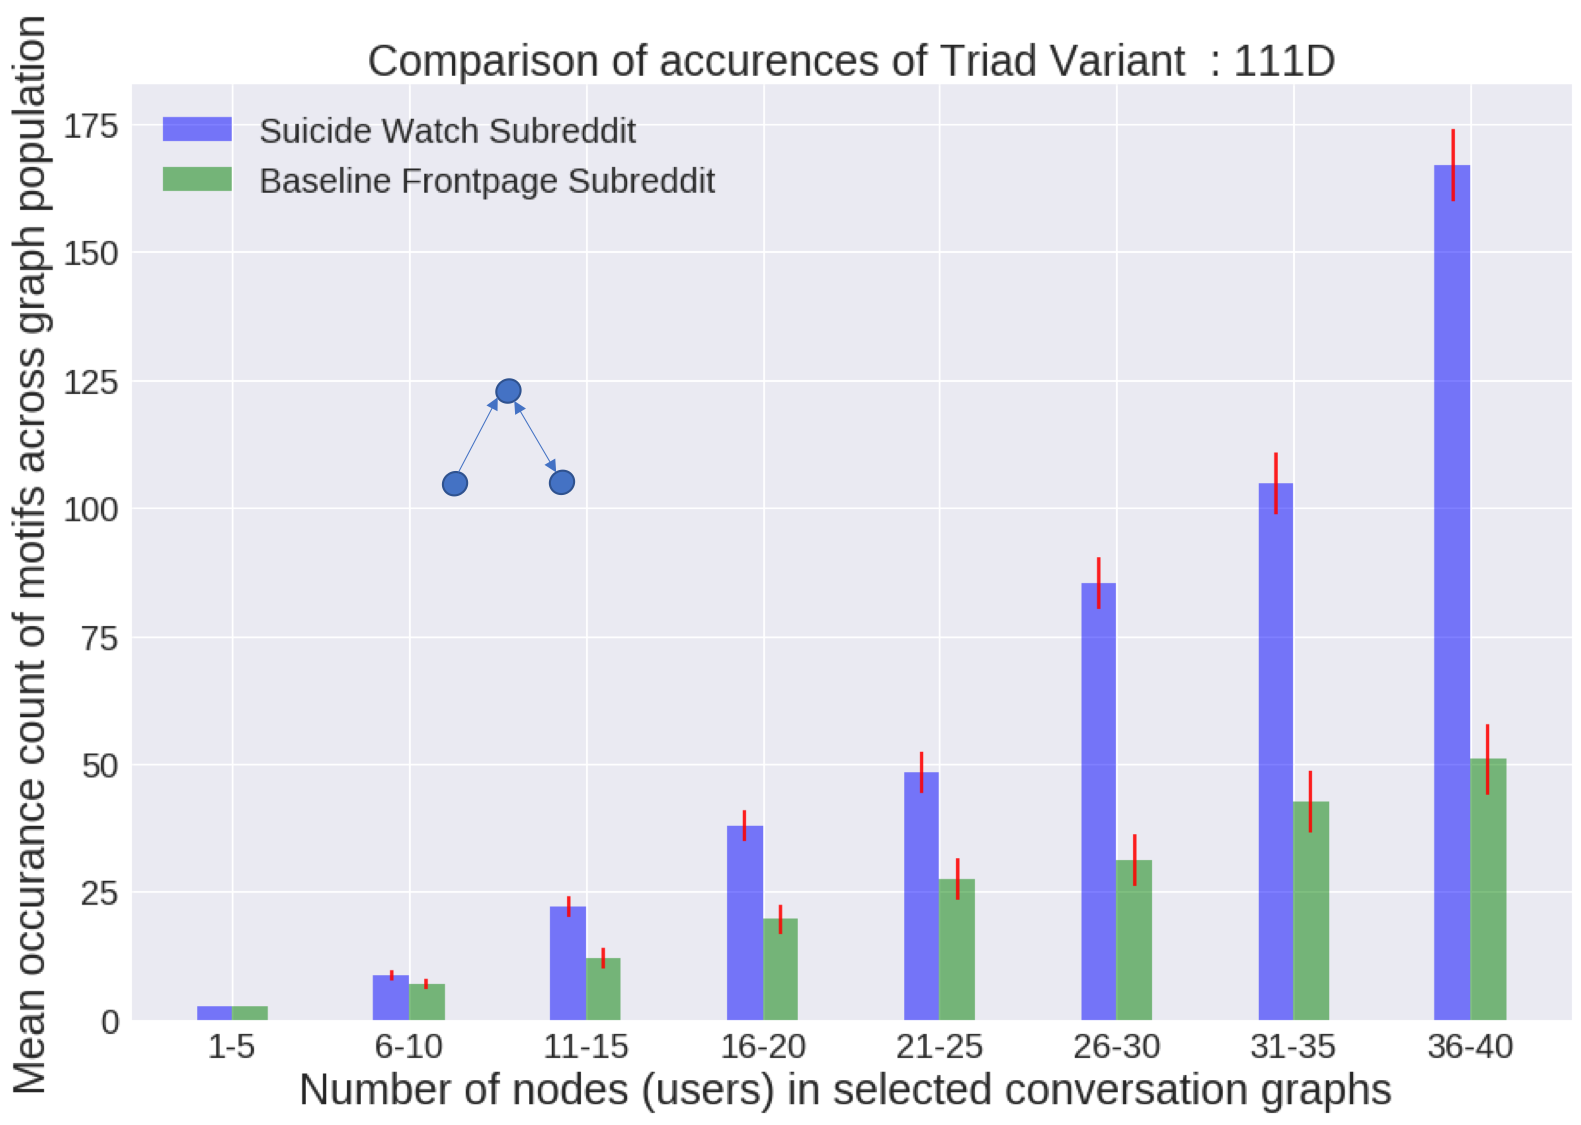 Comparison of accurences of Triad Variant : 111D
Suicide Watch Subreddit
Baseline Frontpage Subreddit
Mean occurance count of motifs across graph population
175
150
125
100
75
50
25
0
1-5 6-10 11-15 16-20 21-25 26-30 31-35 36-40
Number of nodes (users) in selected conversation graphs